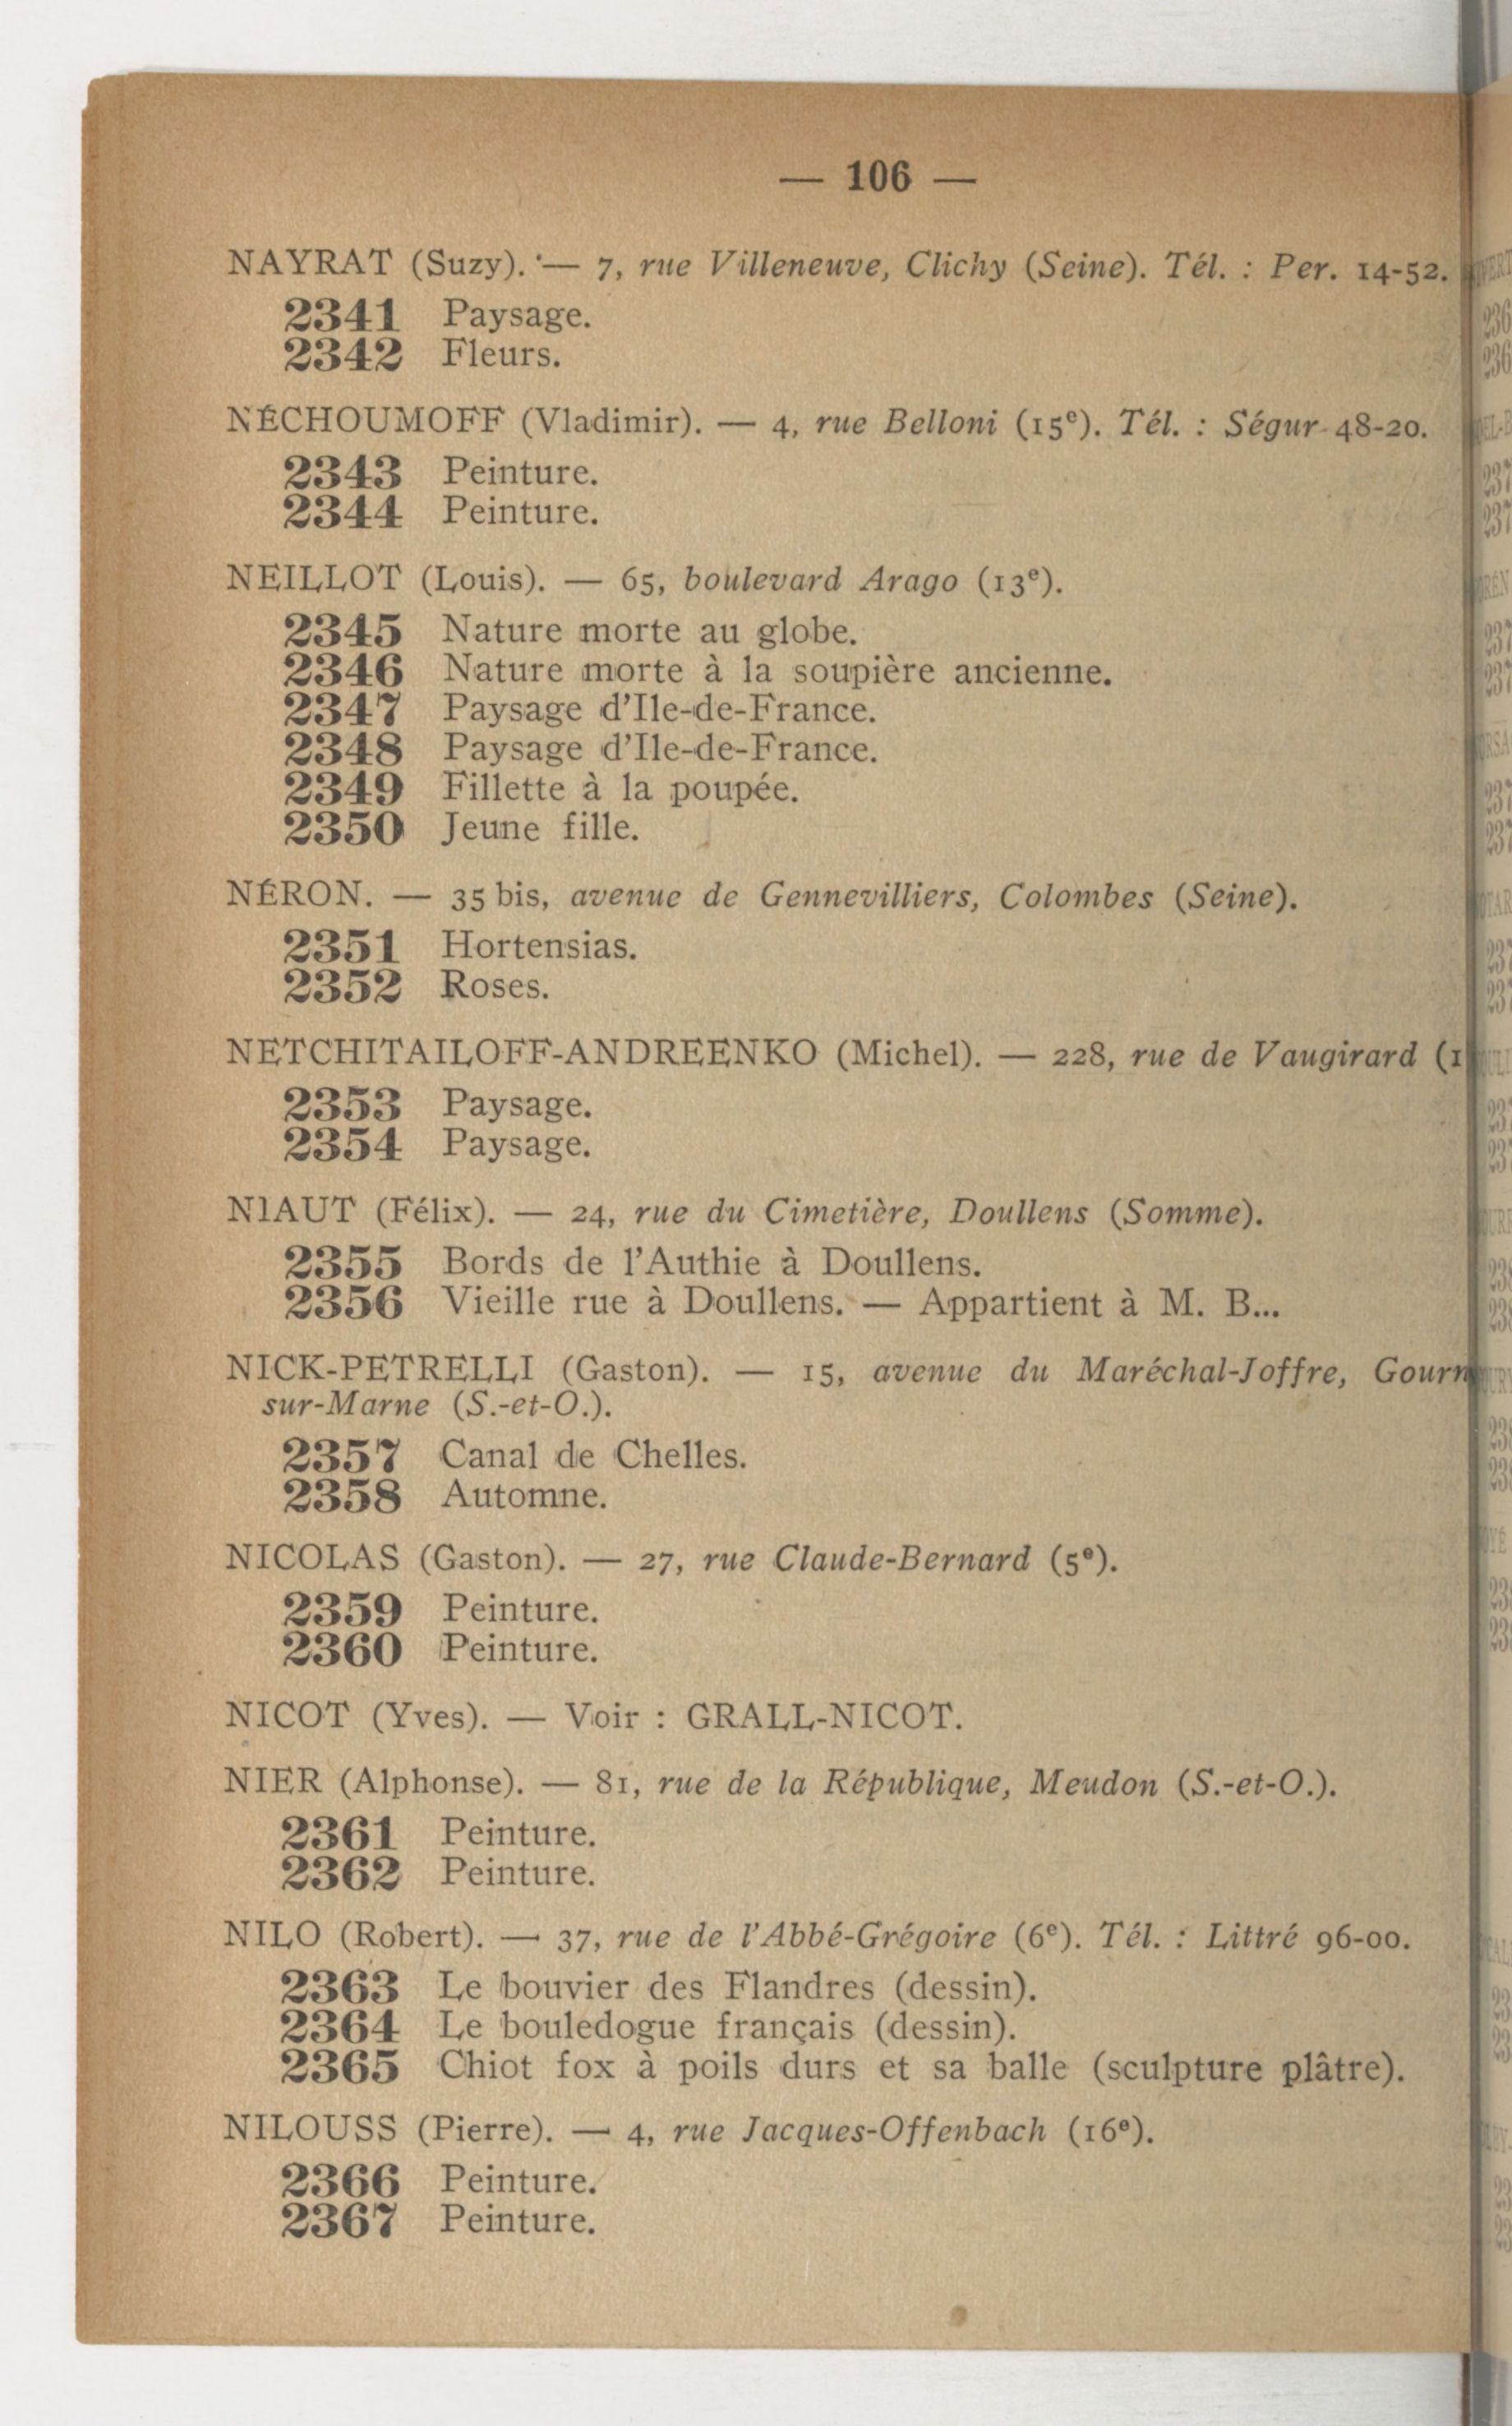 — 106 —
NAYRAT (Suzy). — 7, rue Villeneuve, Clichy (Seine). Tél. : Per. 14-52.
2341 Paysage.
2342 Fleurs.
NÉCHOUMOFF (Vladimir). — 4, rue Belloni (15e). Tél. : Ségur 48-20.
2343 Peinture.
2344 Peinture.
NEILLOT (Louis). — 65, boulevard Arago (13e).
2345 Nature morte au globe.
2346 Nature morte à la soupière ancienne.
2347 Paysage d'Ile-de-France.
2348 Paysage d'Ile-de-France.
2349 Fillette à la poupée.
2350 Jeune fille.
NÉRON. — 35 bis, avenue de Gennevilliers, Colombes (Seine).
2351 Hortensias.
2352 Roses.
NETCHITAILOFF-ANDREENKO (Michel). — 228, rue de Vaugirard (1
2353 Paysage.
2354 Paysage.
NIAUT (Félix). — 24, rue du Cimetière, Doullens (Somme).
2355 Bords de l'Authie à Doullens.
2356 Vieille rue à Doullens. — Appartient à M. B...
NICK-PETRELLI (Gaston). — 15, avenue du Maréchal-Joffre, Gourn
sur-Marne (S.-et-O.).
2357 Canal de Chelles.
2358 Automne.
NICOLAS (Gaston). — 27, rue Claude-Bernard (5e).
2359 Peinture.
2360 Peinture.
NICOT (Yves). — Voir : GRALL-NICOT.
NIER (Alphonse). — 81, rue de la République, Meudon (S.-et-O.).
2361 Peinture.
2362 Peinture.
NILO (Robert). — 37, rue de l'Abbé-Grégoire (6e). Tél. : Littré 96-00.
2363 Le bouvier des Flandres (dessin).
2364 Le bouledogue français (dessin).
2365 Chiot fox à poils durs et sa balle (sculpture plâtre).
NILOUSS (Pierre). — 4, rue Jacques-Offenbach (16e).
2366 Peinture.
2367 Peinture.